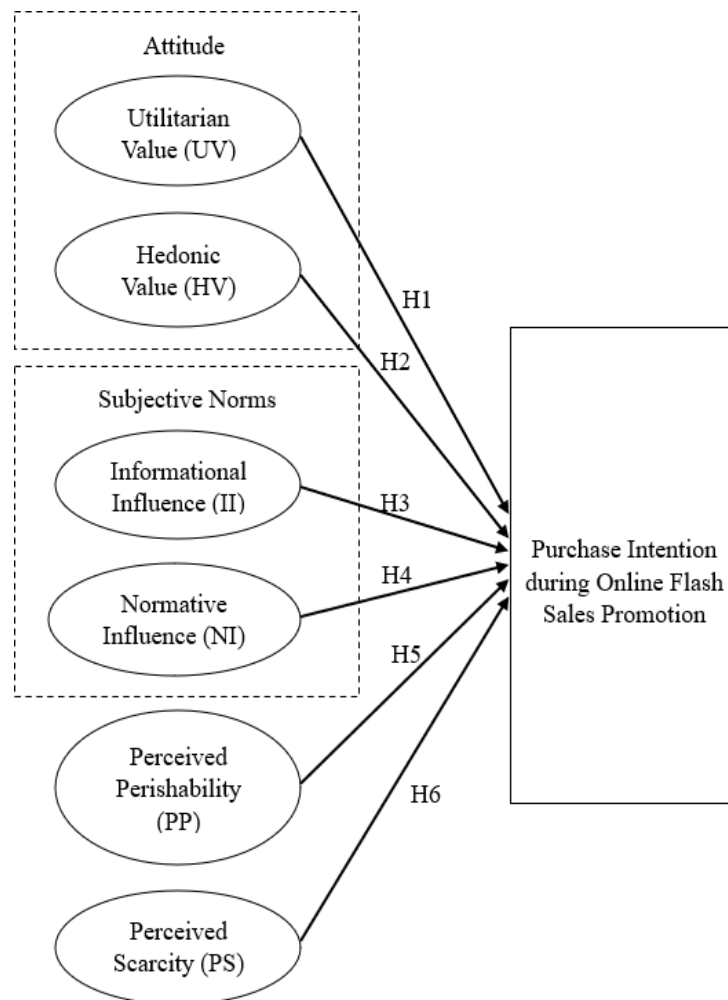 Attitude
Utilitarian
Value (UV)
Hedonic
Value (HV)
H1
H2
Subjective Norms
Informational
Influence (II)
H3
Normative
Influence (NI)
H4
H5
Perceived
Perishability
(PP)
H6
Perceived
Scarcity (PS)
Purchase Intention
during Online Flash
Sales Promotion